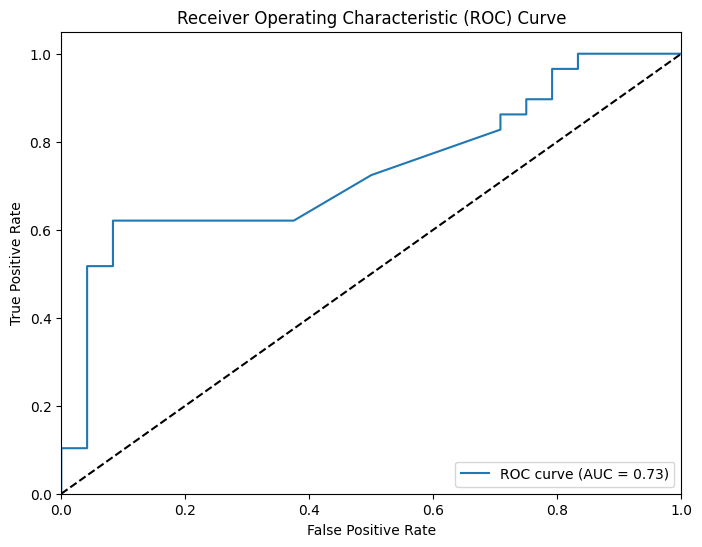 Receiver Operating Characteristic (ROC) Curve
1.0
0.8
0.6
0.4
0.2
0.0
True Positive Rate
ROC curve (AUC = 0.73)
0.0 0.2 0.4 0.6 0.8 1.0
False Positive Rate